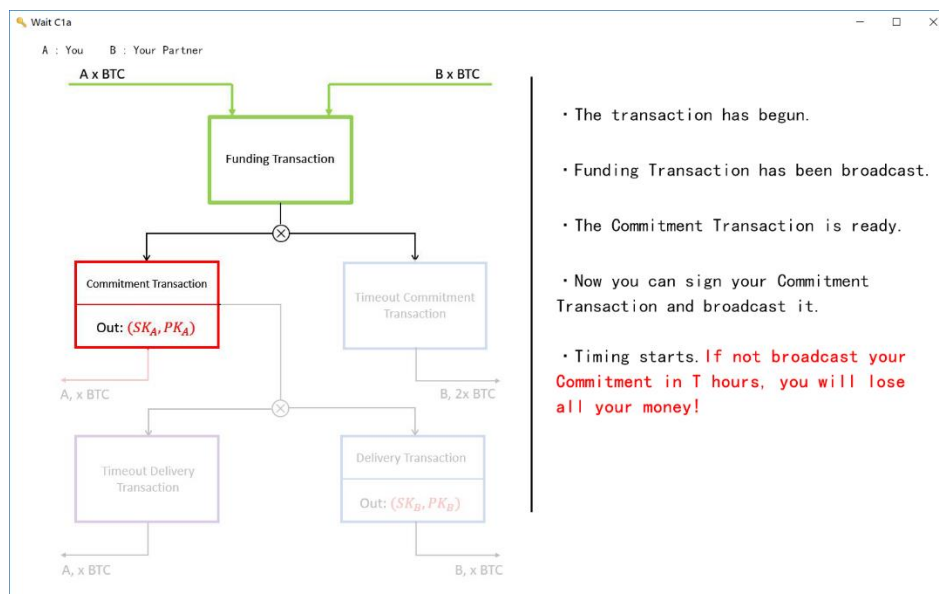 Wait C1a
A : You    B : Your Partner
A x BTC
B x BTC
Funding Transaction
Commitment Transaction
Out: (SK_A, PK_A)
A, x BTC
Timeout Commitment
Transaction
B, 2x BTC
Timeout Delivery
Transaction
A, x BTC
Delivery Transaction
Out: (SK_B, PK_B)
B, x BTC
・The transaction has begun.
・Funding Transaction has been broadcast.
・The Commitment Transaction is ready.
・Now you can sign your Commitment
Transaction and broadcast it.
・Timing starts. If not broadcast your
Commitment in T hours, you will lose
all your money!